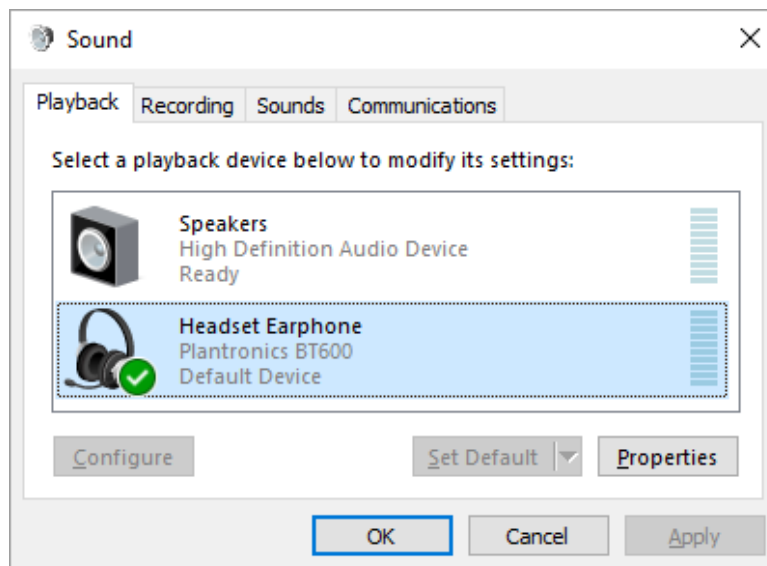 Sound
Playback Recording Sounds Communications
Select a playback device below to modify its settings:
Speakers
High Definition Audio Device
Ready
Headset Earphone
Plantronics BT600
Default Device
Configure Set Default Properties
OK Cancel Apply